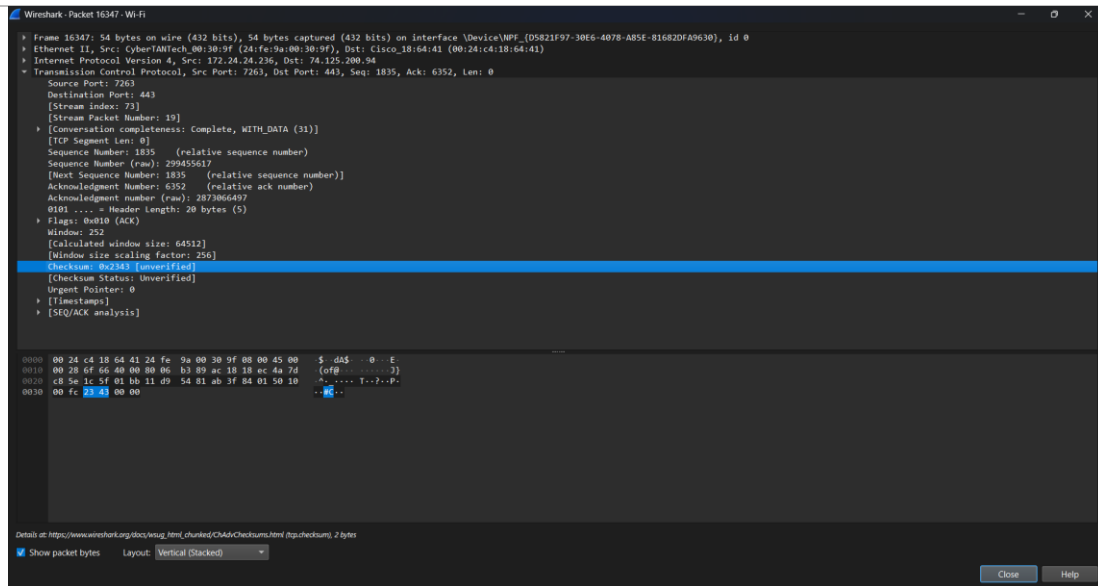 Wireshark · Packet 16347 · Wi-Fi
Frame 16347: 54 bytes on wire (432 bits), 54 bytes captured (432 bits) on interface \Device\NPF_{D5821F97-30E6-4078-A85E-81682DFA9630}, id 0
Ethernet II, Src: CyberTANTech_00:30:9f (24:fe:9a:00:30:9f), Dst: Cisco_18:64:41 (00:24:c4:18:64:41)
Internet Protocol Version 4, Src: 172.24.24.236, Dst: 74.125.200.94
Transmission Control Protocol, Src Port: 7263, Dst Port: 443, Seq: 1835, Ack: 6352, Len: 0
Source Port: 7263
Destination Port: 443
[Stream index: 73]
[Stream Packet Number: 19]
[Conversation completeness: Complete, WITH_DATA (31)]
[TCP Segment Len: 0]
Sequence Number: 1835 (relative sequence number)
Sequence Number (raw): 299455617
[Next Sequence Number: 1835 (relative sequence number)]
Acknowledgment Number: 6352 (relative ack number)
Acknowledgment number (raw): 2873066497
0101 .... = Header Length: 20 bytes (5)
Flags: 0x010 (ACK)
Window: 252
[Calculated window size: 64512]
[Window size scaling factor: 256]
Checksum: 0x2343 [unverified]
[Checksum Status: Unverified]
Urgent Pointer: 0
[Timestamps]
[SEQ/ACK analysis]
0000 00 24 c4 18 64 41 24 fe 9a 00 30 9f 08 00 45 00 ·$··dA$· ··0···E·
0010 00 28 6f 66 40 00 80 06 b3 89 ac 18 18 ec 4a 7d ·(of@··· ······J}
0020 c8 5e 1c 5f 01 bb 11 d9 54 81 ab 3f 84 01 50 10 ·^·_···· T··?··P·
0030 00 fc 23 43 00 00 ··#C··
Details at: https://www.wireshark.org/docs/wsug_html_chunked/ChAdvChecksums.html (tcp.checksum), 2 bytes
Show packet bytes Layout: Vertical (Stacked)
Close Help